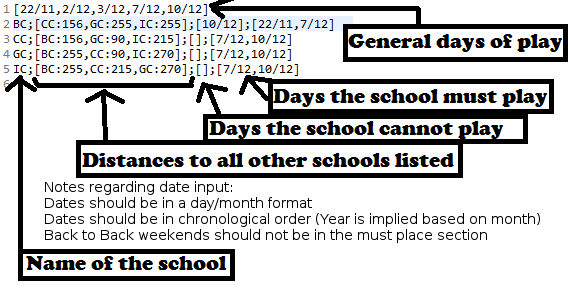 1 [22/11,2/12,3/12,7/12,10/12]
2 BC;[CC:156,GC:255,IC:255];[10/12];[22/11,7/12]
3 CC;[BC:156,GC:90,IC:215];[];[7/12,10/12]
4 GC;[BC:255,CC:90,IC:270];[];[7/12,10/12]
5 IC;[BC:255,CC:215,GC:270];[];[7/12,10/12]
6
General days of play
Days the school must play
Days the school cannot play
Distances to all other schools listed
Notes regarding date input:
Dates should be in a day/month format
Dates should be in chronological order (Year is implied based on month)
Back to Back weekends should not be in the must place section
Name of the school